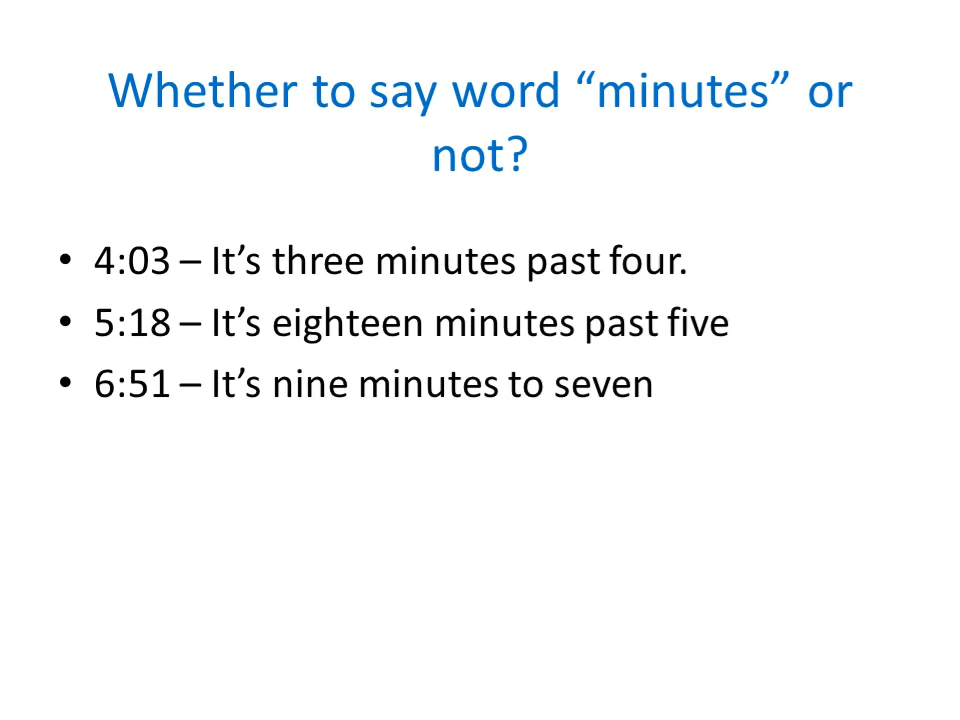 Whether to say word “minutes” or
not?
• 4:03 – It’s three minutes past four.
• 5:18 – It’s eighteen minutes past five
• 6:51 – It’s nine minutes to seven